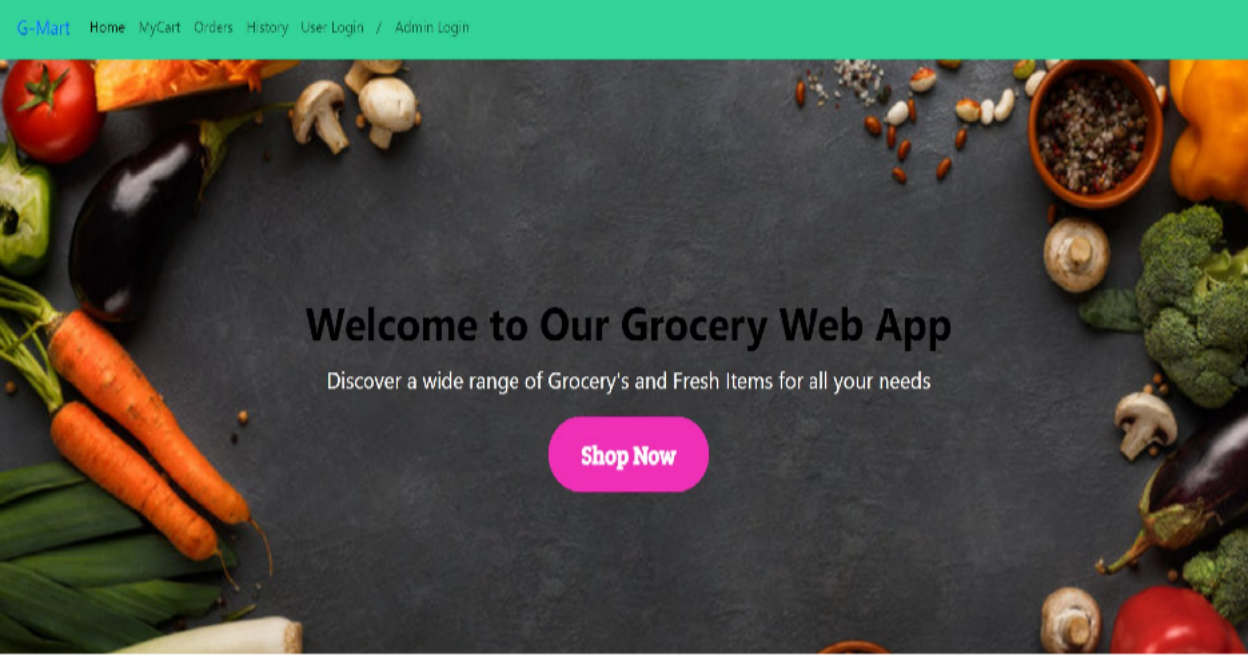 G-Mart Home MyCart Orders History User Login / Admin Login
Welcome to Our Grocery Web App
Discover a wide range of Grocery's and Fresh Items for all your needs
Shop Now